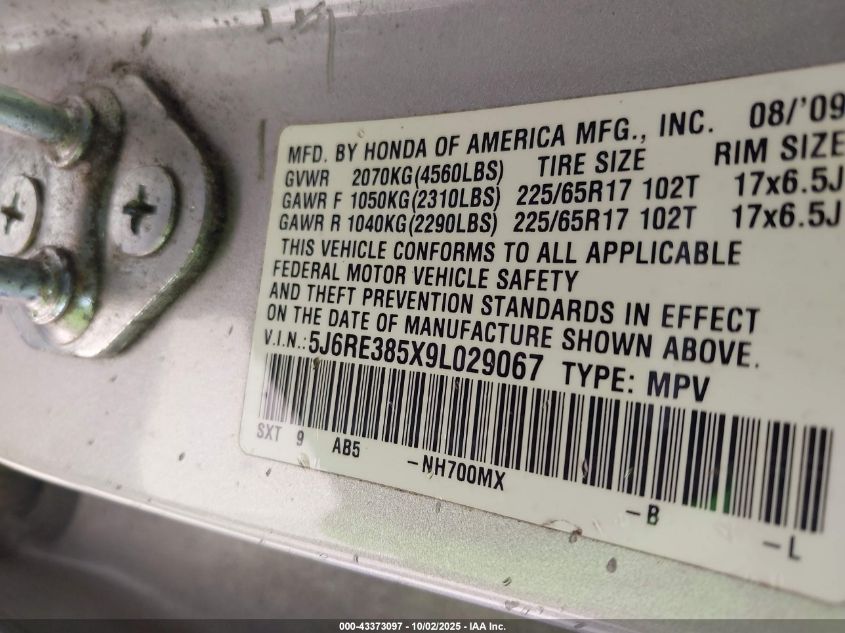 MFD. BY HONDA OF AMERICA MFG., INC. 08/'09
GVWR 2070KG(4560LBS) TIRE SIZE RIM SIZE
GAWR F 1050KG(2310LBS) 225/65R17 102T 17x6.5J
GAWR R 1040KG(2290LBS) 225/65R17 102T 17x6.5J
THIS VEHICLE CONFORMS TO ALL APPLICABLE
FEDERAL MOTOR VEHICLE SAFETY
AND THEFT PREVENTION STANDARDS IN EFFECT
ON THE DATE OF MANUFACTURE SHOWN ABOVE.
V.I.N.: 5J6RE385X9L029067 TYPE: MPV
SXT 9 AB5 -NH700MX -B -L
000-43373097 - 10/02/2025 - IAA Inc.